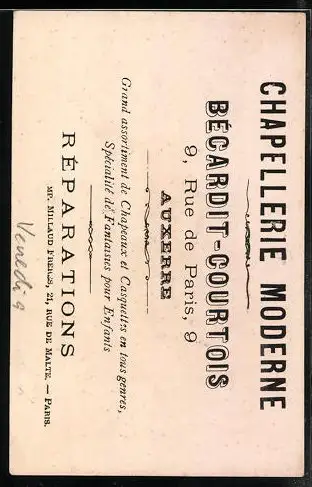 CHAPELLERIE MODERNE
BÉCARDIT-COURTOIS
9, Rue de Paris, 9
AUXERRE
Grand assortiment de Chapeaux et Casquettes en tous genres,
Spécialité de Fantaisies pour Enfants
RÉPARATIONS
MP. MILLAUD FRÈRES, 21, RUE DE MALTE. — PARIS.